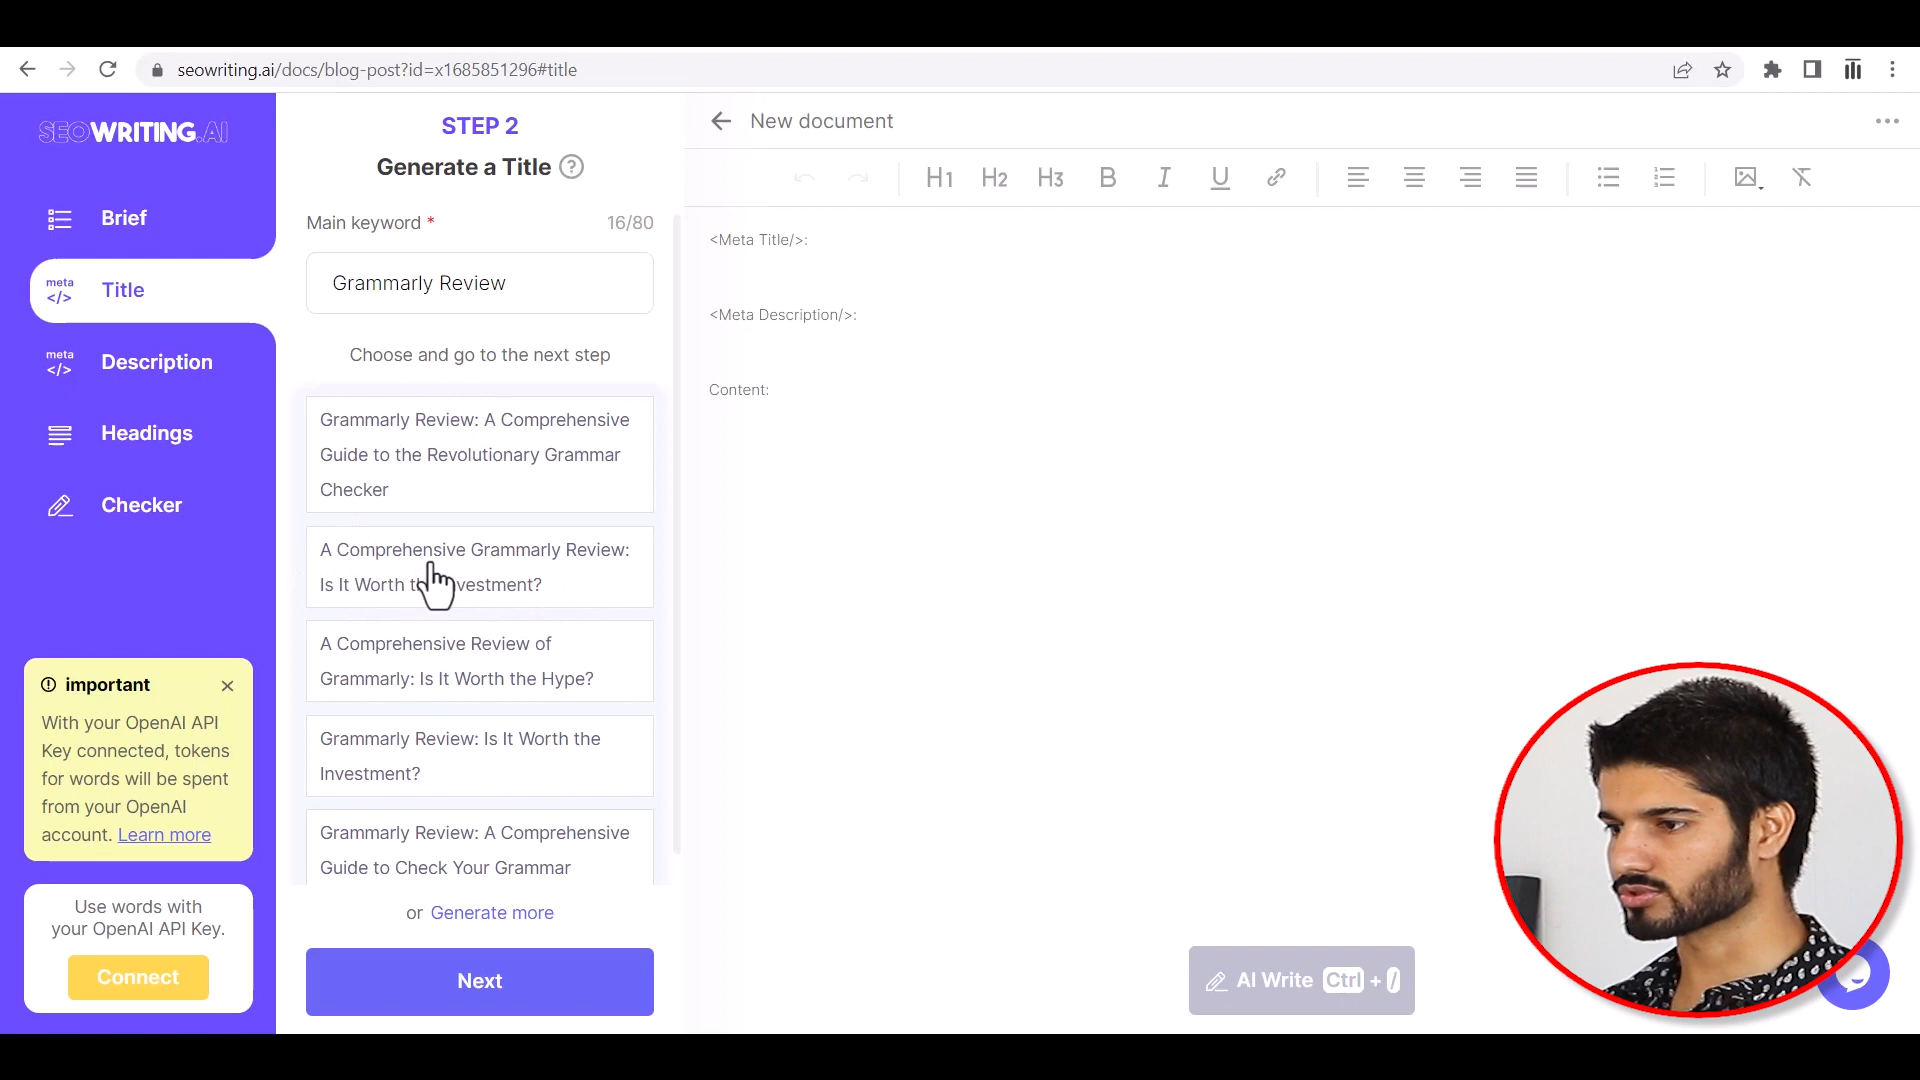 seowriting.ai/docs/blog-post?id=x1685851296#title
SEOWRITING.AI
Brief
meta
</>
Title
meta
</>
Description
Headings
Checker
important
With your OpenAI API
Key connected, tokens
for words will be spent
from your OpenAI
account. Learn more
Use words with
your OpenAI API Key.
Connect
STEP 2
Generate a Title ?
Main keyword * 16/80
Grammarly Review
Choose and go to the next step
Grammarly Review: A Comprehensive
Guide to the Revolutionary Grammar
Checker
A Comprehensive Grammarly Review:
Is It Worth t vestment?
A Comprehensive Review of
Grammarly: Is It Worth the Hype?
Grammarly Review: Is It Worth the
Investment?
Grammarly Review: A Comprehensive
Guide to Check Your Grammar
or Generate more
Next
New document
H1 H2 H3 B I U
<Meta Title/>:
<Meta Description/>:
Content:
AI Write Ctrl + /